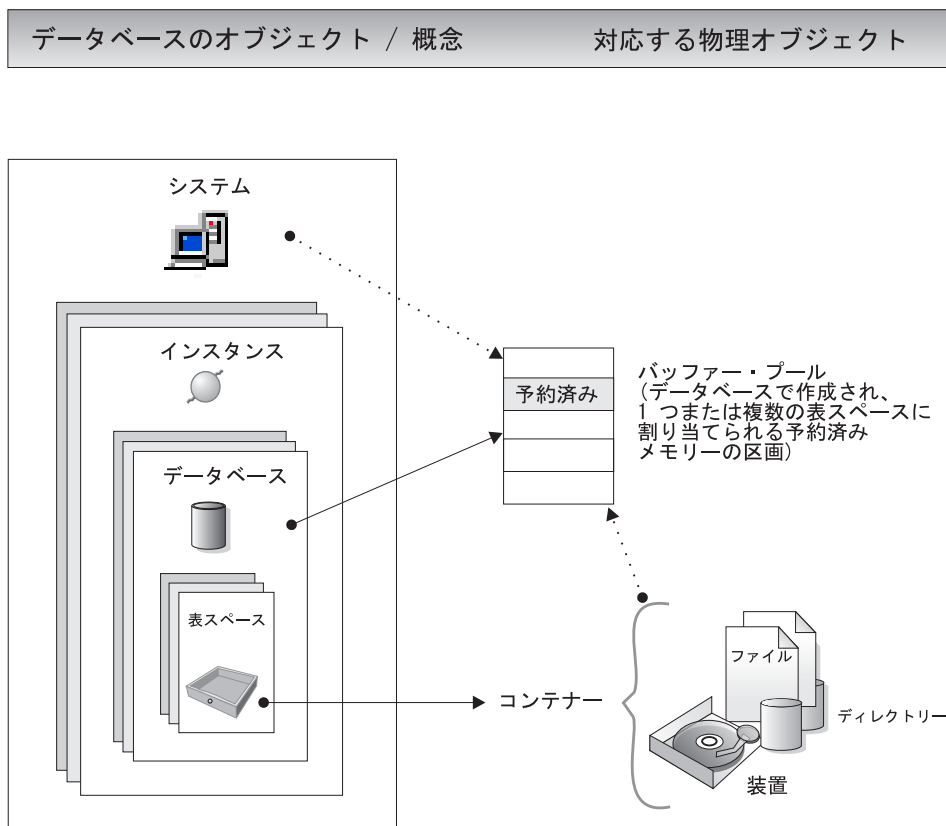 データベースのオブジェクト / 概念
対応する物理オブジェクト
システム
インスタンス
データベース
表スペース
予約済み
バッファー・プール
(データベースで作成され、
1 つまたは複数の表スペースに
割り当てられる予約済み
メモリーの区画)
コンテナー
ファイル
ディレクトリー
装置